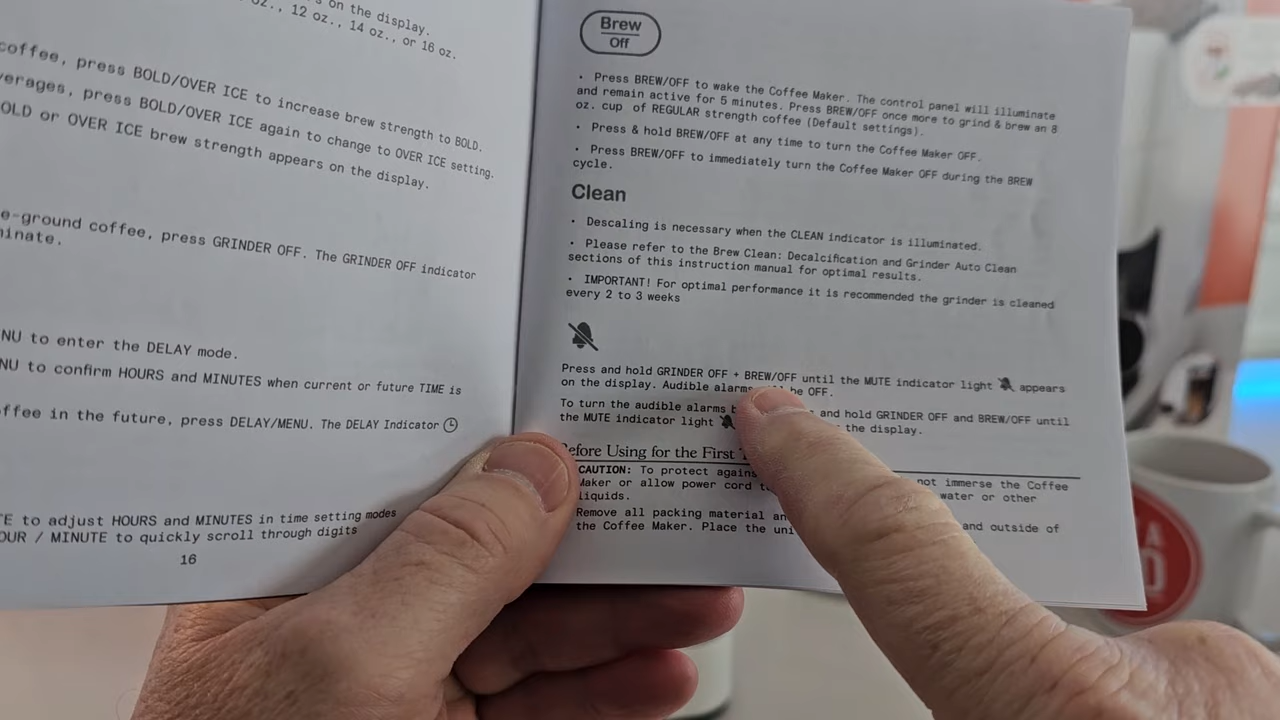 s on the display.
oz., 12 oz., 14 oz., or 16 oz.
coffee, press BOLD/OVER ICE to increase brew strength to BOLD.
verages, press BOLD/OVER ICE again to change to OVER ICE setting.
OLD or OVER ICE brew strength appears on the display.
e-ground coffee, press GRINDER OFF. The GRINDER OFF indicator
minate.
NU to enter the DELAY mode.
NU to confirm HOURS and MINUTES when current or future TIME is
offee in the future, press DELAY/MENU. The DELAY Indicator
TE to adjust HOURS and MINUTES in time setting modes
OUR / MINUTE to quickly scroll through digits
16
Brew
Off
• Press BREW/OFF to wake the Coffee Maker. The control panel will illuminate
and remain active for 5 minutes. Press BREW/OFF once more to grind & brew an 8
oz. cup of REGULAR strength coffee (Default settings).
• Press & hold BREW/OFF at any time to turn the Coffee Maker OFF.
• Press BREW/OFF to immediately turn the Coffee Maker OFF during the BREW
cycle.
Clean
• Descaling is necessary when the CLEAN indicator is illuminated.
• Please refer to the Brew Clean: Decalcification and Grinder Auto Clean
sections of this instruction manual for optimal results.
• IMPORTANT! For optimal performance it is recommended the grinder is cleaned
every 2 to 3 weeks
Press and hold GRINDER OFF + BREW/OFF until the MUTE indicator light appears
on the display. Audible alarms be OFF.
To turn the audible alarms and hold GRINDER OFF and BREW/OFF until
the MUTE indicator light the display.
Before Using for the First
CAUTION: To protect not immerse the Coffee
Maker or allow power cord water or other
liquids.
Remove all packing material and outside of
the Coffee Maker. Place the